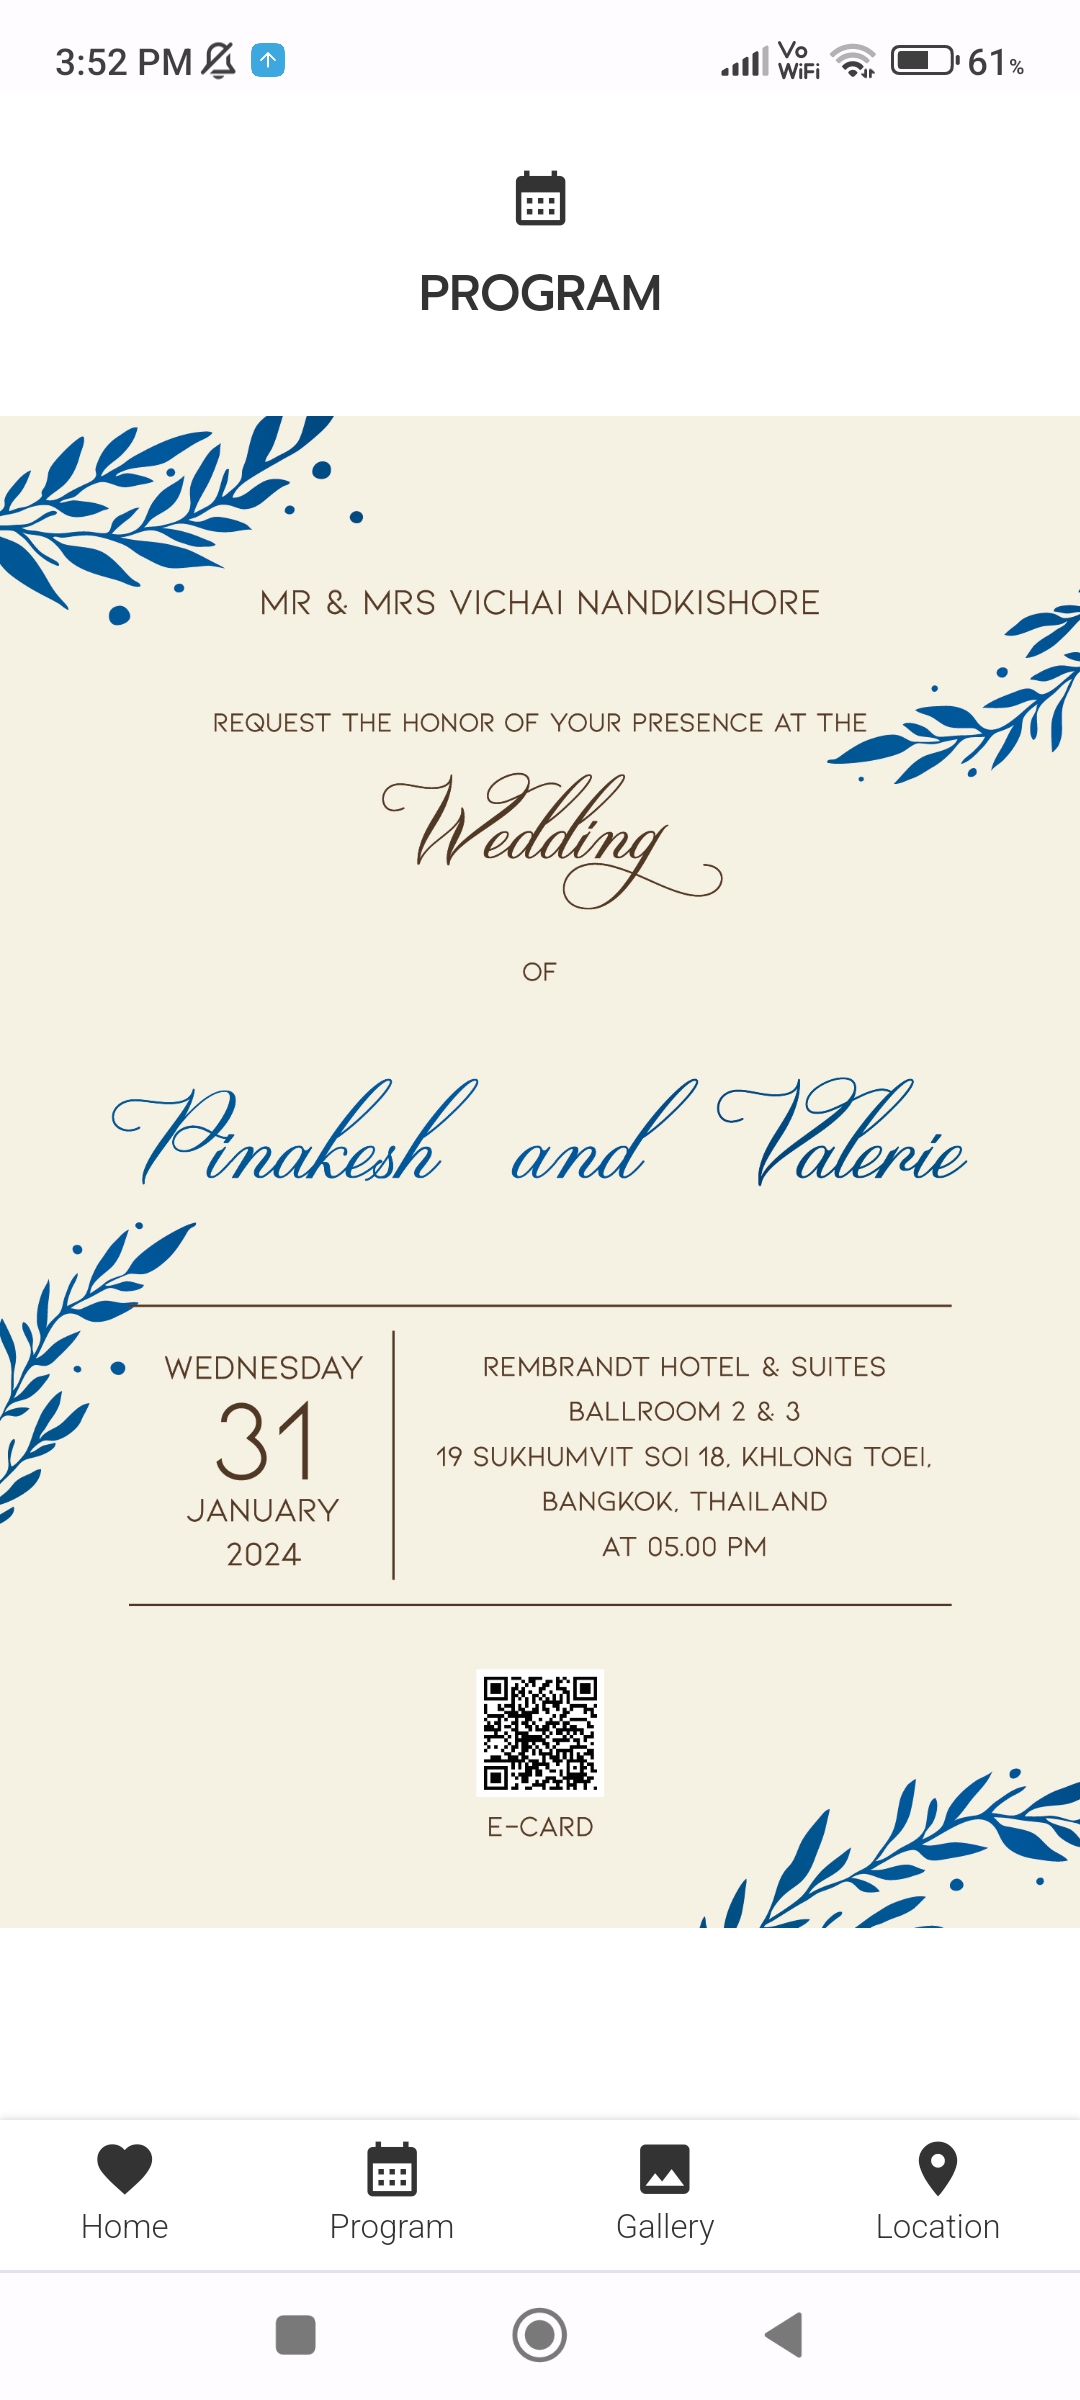 3:52 PM
Vo
WiFi
61%
PROGRAM
MR & MRS VICHAI NANDKISHORE
REQUEST THE HONOR OF YOUR PRESENCE AT THE
Wedding
OF
Pinakesh and Valerie
WEDNESDAY
31
JANUARY
2024
REMBRANDT HOTEL & SUITES
BALLROOM 2 & 3
19 SUKHUMVIT SOI 18, KHLONG TOEI,
BANGKOK, THAILAND
AT 05.00 PM
E-CARD
Home
Program
Gallery
Location